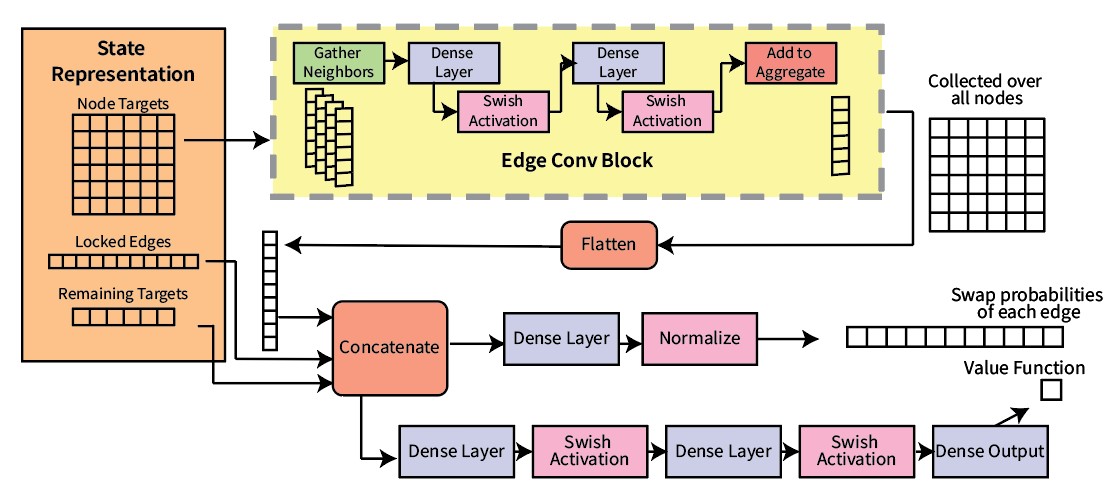 State
Representation
Node Targets
Locked Edges
Remaining Targets
Gather
Neighbors
Dense
Layer
Swish
Activation
Dense
Layer
Swish
Activation
Add to
Aggregate
Edge Conv Block
Collected over
all nodes
Flatten
Concatenate
Dense Layer
Normalize
Swap probabilities
of each edge
Value Function
Dense Layer
Swish
Activation
Dense Layer
Swish
Activation
Dense Output